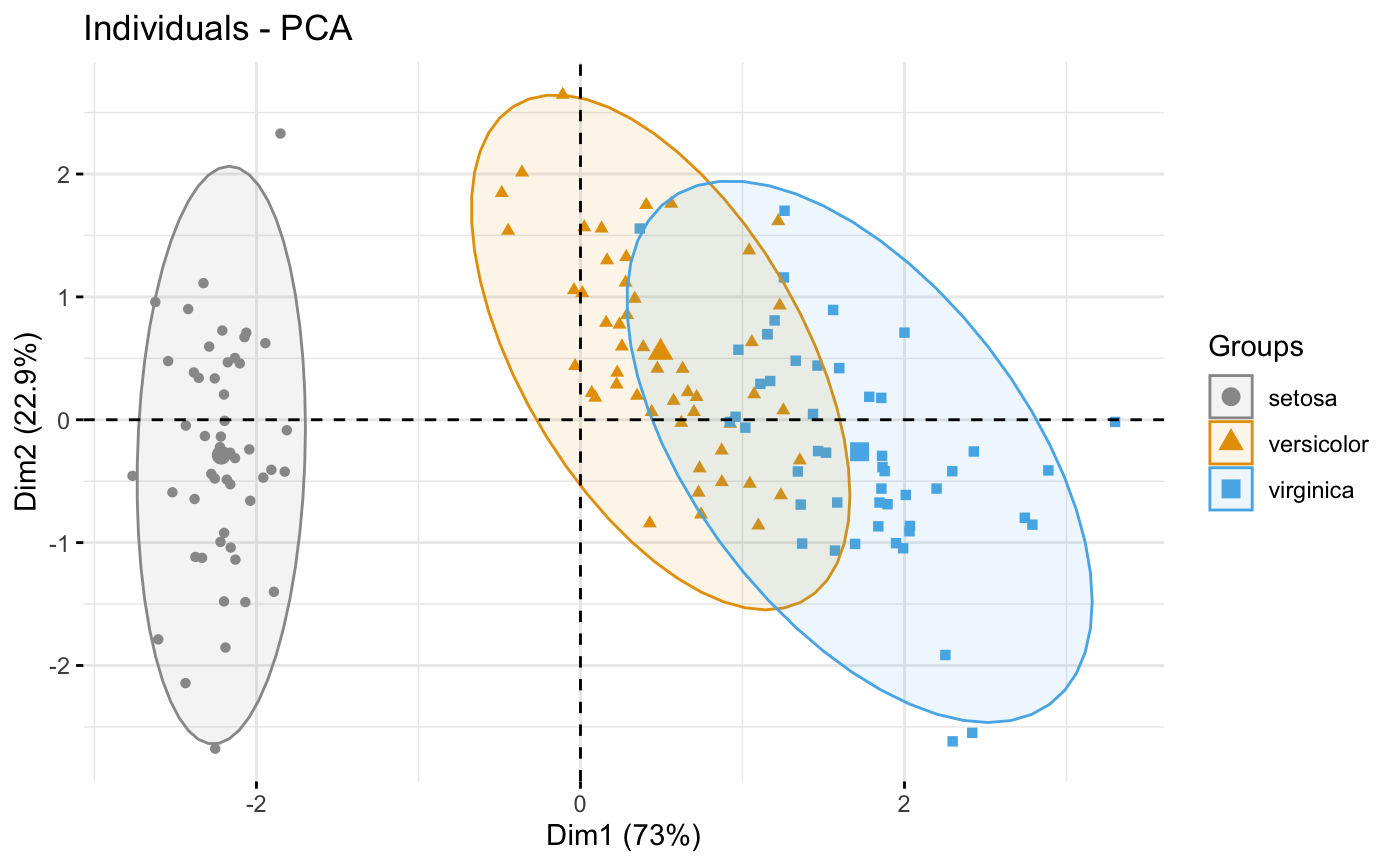 Individuals - PCA
Dim2 (22.9%)
2
1
0
-1
-2
-2
0
2
Dim1 (73%)
Groups
setosa
versicolor
virginica